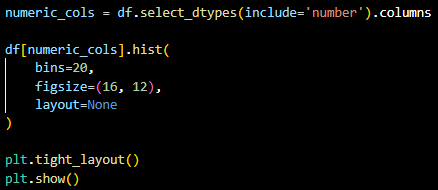 numeric_cols = df.select_dtypes(include='number').columns

df[numeric_cols].hist(
    bins=20,
    figsize=(16, 12),
    layout=None
)

plt.tight_layout()
plt.show()